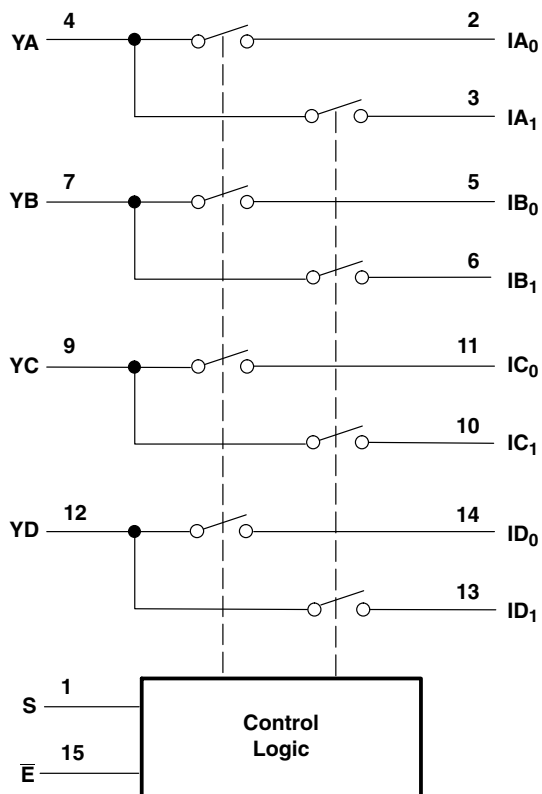 4 2
YA IA0
3
IA1
7 5
YB IB0
6
IB1
9 11
YC IC0
10
IC1
12 14
YD ID0
13
ID1
1
S
Control
Logic
15
E̅